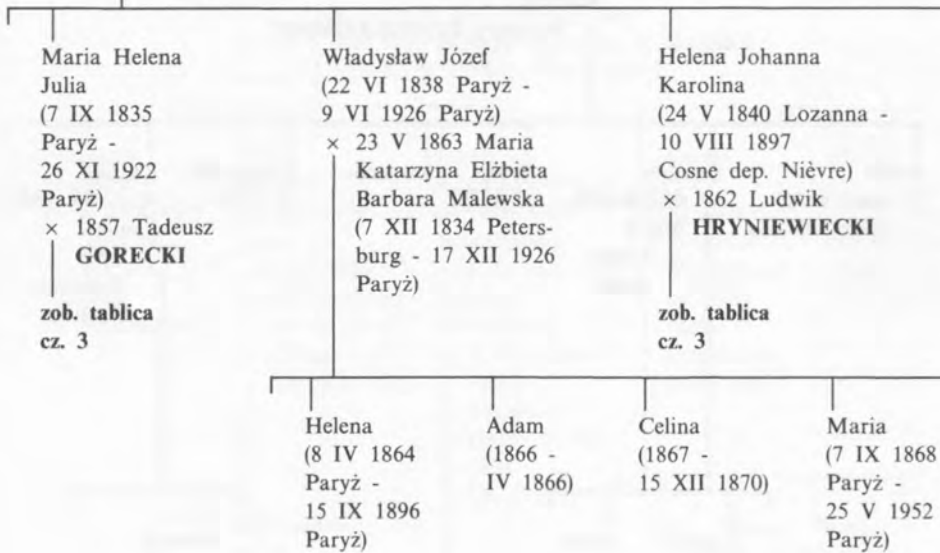 Maria Helena
Julia
(7 IX 1835
Paryż -
26 XI 1922
Paryż)
× 1857 Tadeusz
GORECKI
zob. tablica
cz. 3
Władysław Józef
(22 VI 1838 Paryż -
9 VI 1926 Paryż)
× 23 V 1863 Maria
Katarzyna Elżbieta
Barbara Malewska
(7 XII 1834 Peters-
burg - 17 XII 1926
Paryż)
Helena Johanna
Karolina
(24 V 1840 Lozanna -
10 VIII 1897
Cosne dep. Nièvre)
× 1862 Ludwik
HRYNIEWIECKI
zob. tablica
cz. 3
Helena
(8 IV 1864
Paryż -
15 IX 1896
Paryż)
Adam
(1866 -
IV 1866)
Celina
(1867 -
15 XII 1870)
Maria
(7 IX 1868
Paryż -
25 V 1952
Paryż)